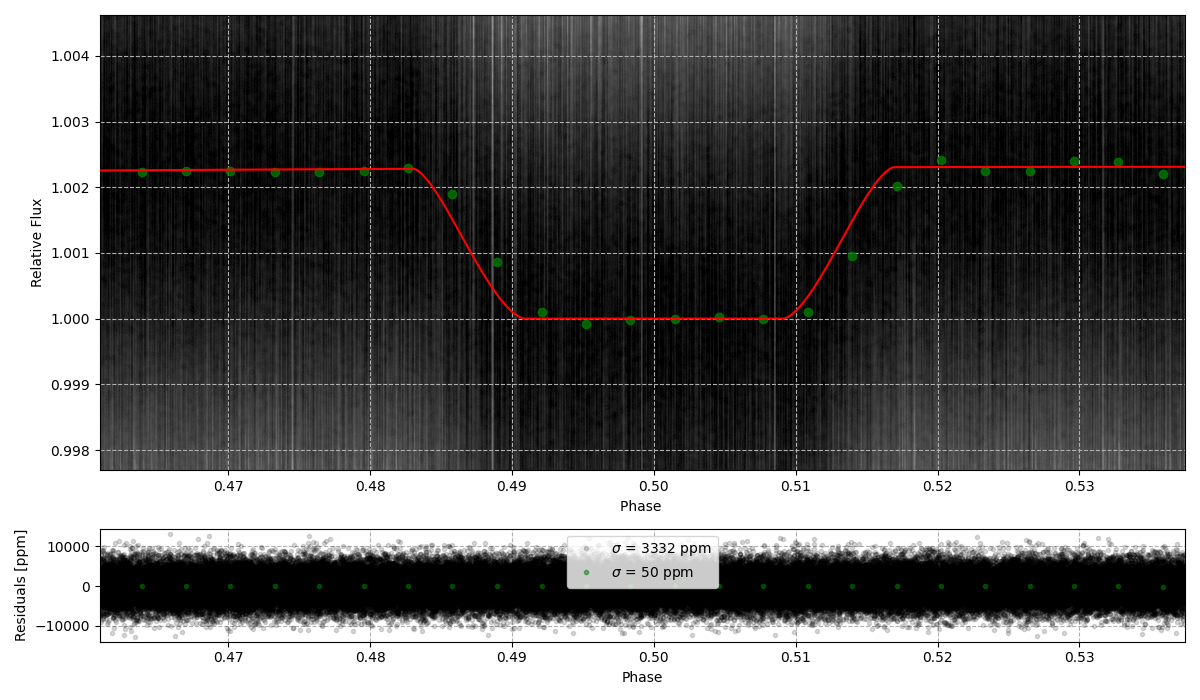 Relative Flux
1.004
1.003
1.002
1.001
1.000
0.999
0.998
0.47 0.48 0.49 0.50 0.51 0.52 0.53
Phase
Residuals [ppm]
10000
0
−10000
σ = 3332 ppm
σ = 50 ppm
0.47 0.48 0.49 0.50 0.51 0.52 0.53
Phase